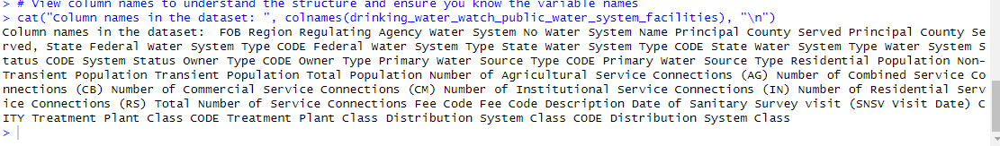 > # View column names to understand the structure and ensure you know the variable names
> cat("Column names in the dataset: ", colnames(drinking_water_watch_public_water_system_facilities), "\n")
Column names in the dataset:  FOB Region Regulating Agency Water System No Water System Name Principal County Served Principal County Se
rved, State Federal Water System Type CODE Federal Water System Type State Water System Type CODE State Water System Type Water System S
tatus CODE System Status Owner Type CODE Owner Type Primary Water Source Type CODE Primary Water Source Type Residential Population Non-
Transient Population Transient Population Total Population Number of Agricultural Service Connections (AG) Number of Combined Service Co
nnections (CB) Number of Commercial Service Connections (CM) Number of Institutional Service Connections (IN) Number of Residential Serv
ice Connections (RS) Total Number of Service Connections Fee Code Fee Code Description Date of Sanitary Survey visit (SNSV Visit Date) C
ITY Treatment Plant Class CODE Treatment Plant Class Distribution System Class CODE Distribution System Class
>